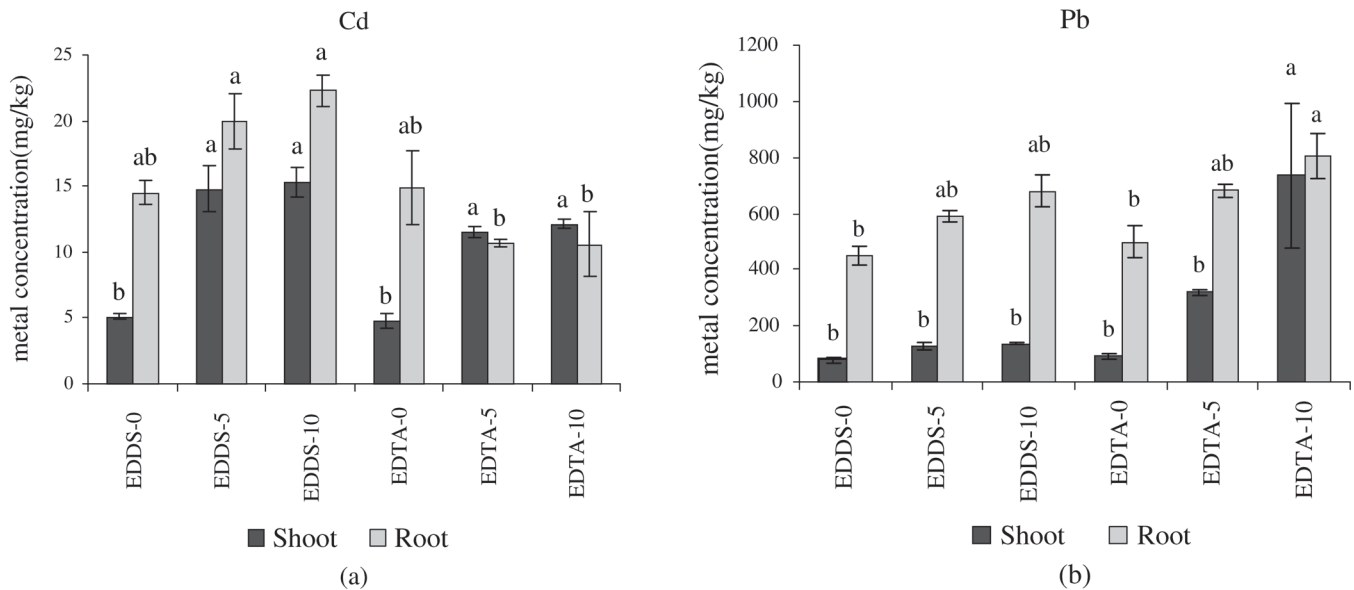 Cd
metal concentration(mg/kg)
25
20
15
10
5
0
b
ab
a
a
a
a
b
ab
a
b
a
b
EDDS-0
EDDS-5
EDDS-10
EDTA-0
EDTA-5
EDTA-10
Shoot
Root
(a)
Pb
metal concentration(mg/kg)
1200
1000
800
600
400
200
0
b
b
b
ab
b
ab
b
b
b
ab
a
a
EDDS-0
EDDS-5
EDDS-10
EDTA-0
EDTA-5
EDTA-10
Shoot
Root
(b)